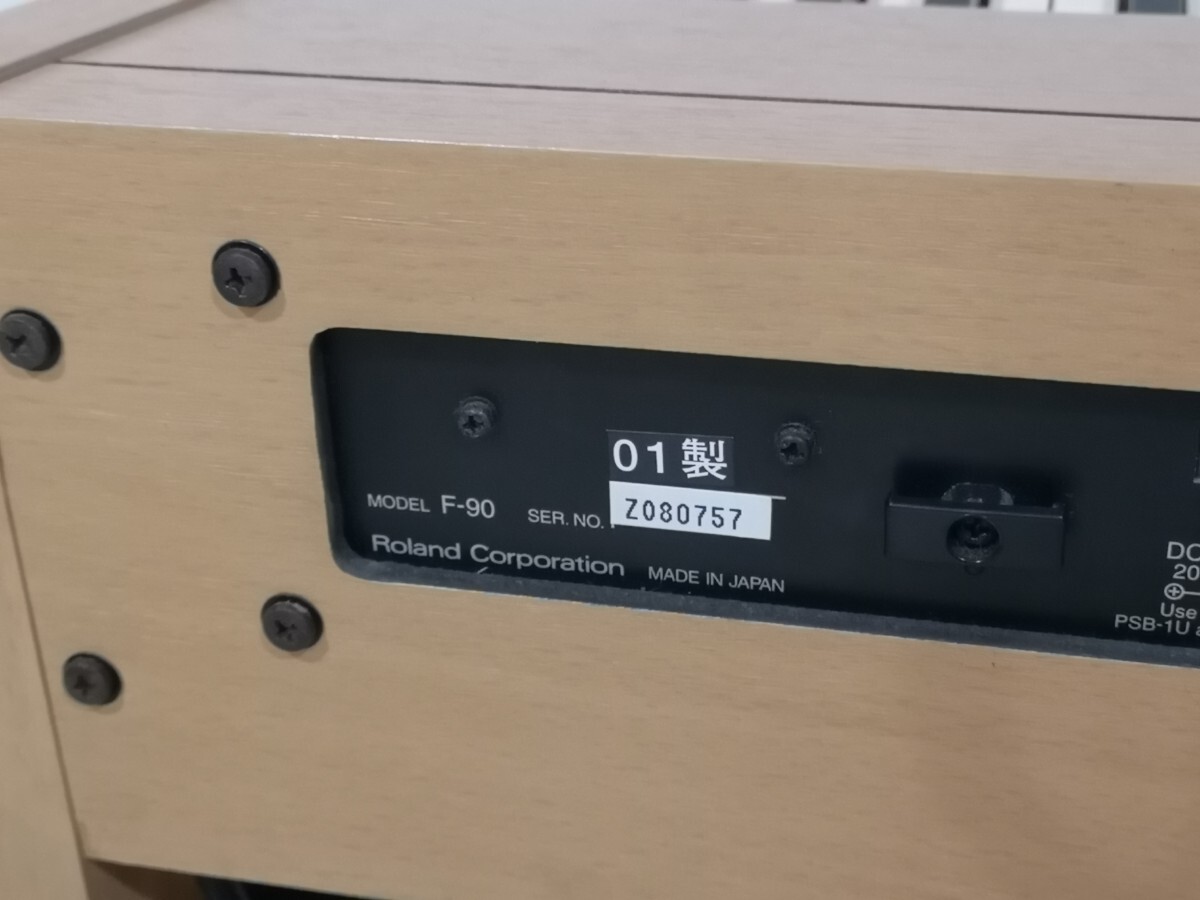 01製
MODEL F-90 SER. NO. Z080757
Roland Corporation MADE IN JAPAN
DC
20
Use
PSB-1U a